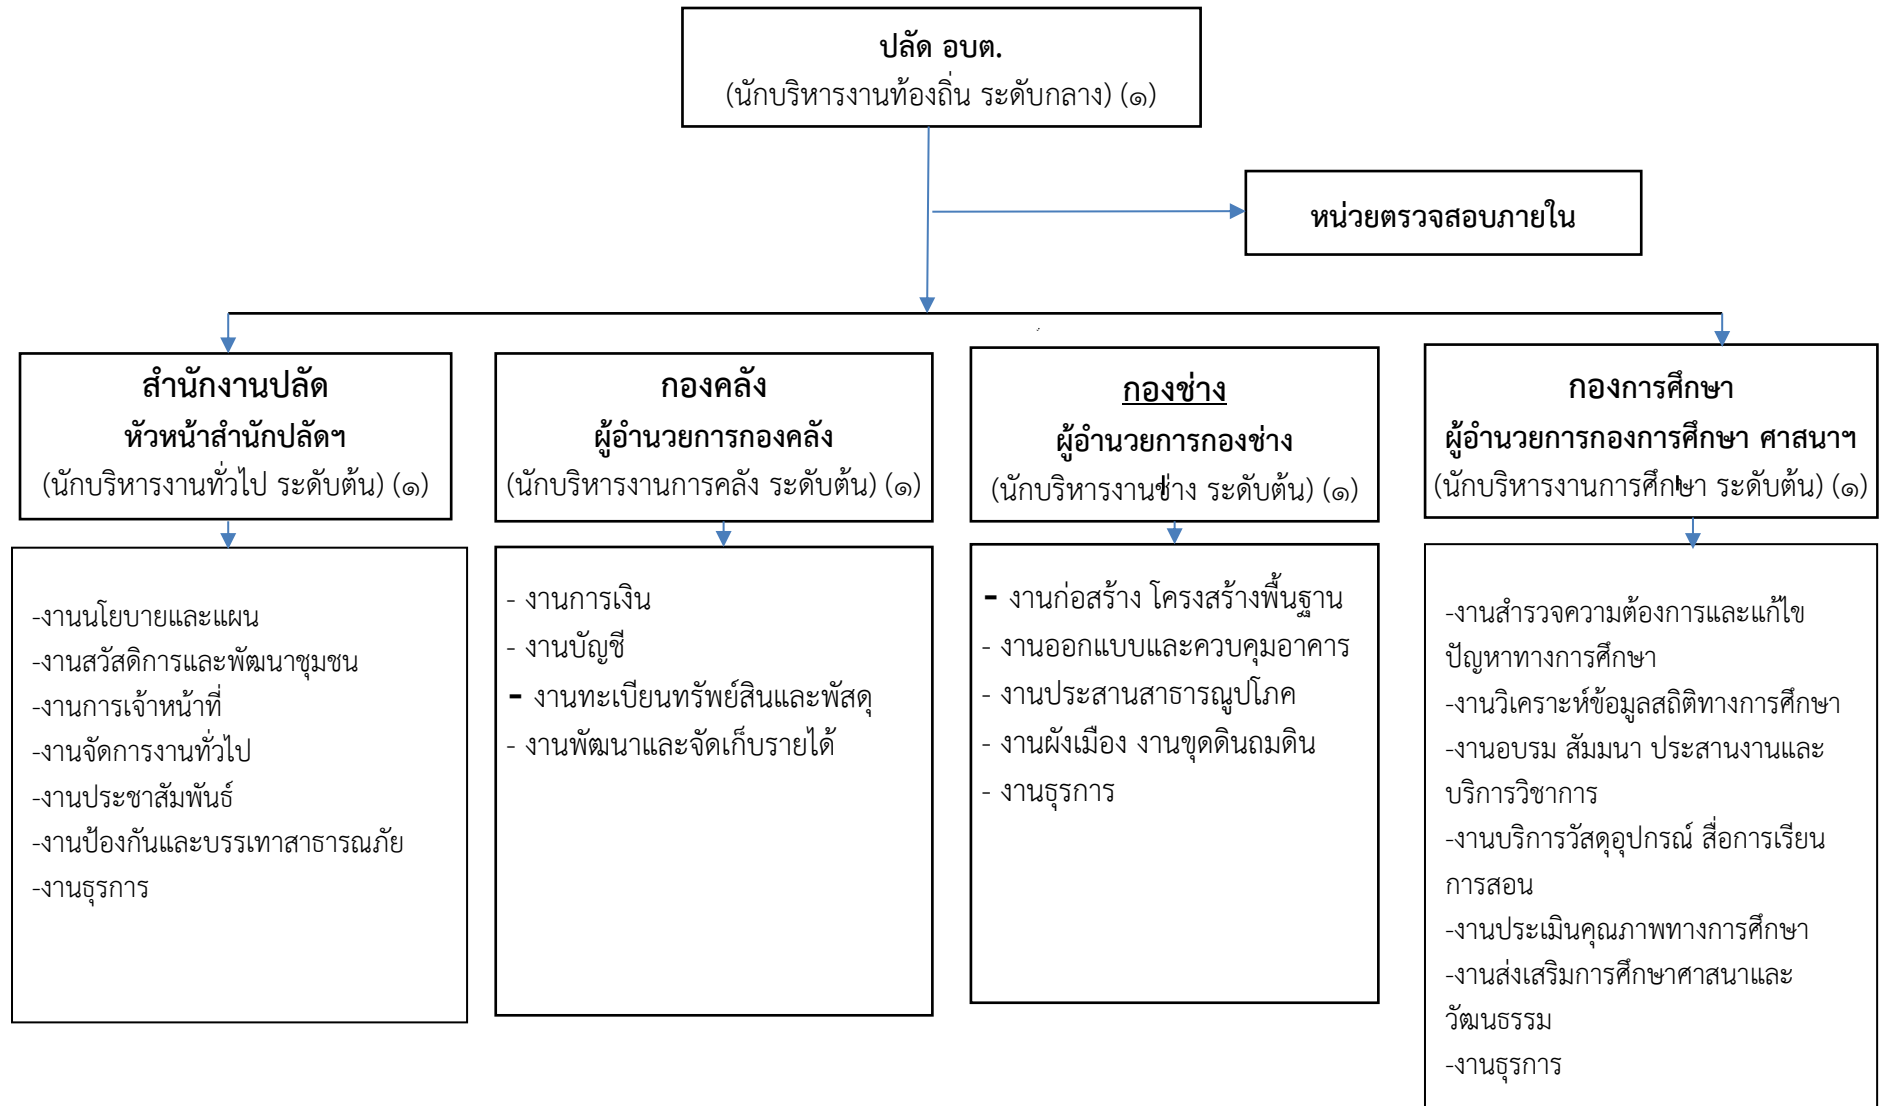 ปลัด อบต.
(นักบริหารงานท้องถิ่น ระดับกลาง) (๑)
หน่วยตรวจสอบภายใน
สำนักงานปลัด
หัวหน้าสำนักปลัดฯ
(นักบริหารงานทั่วไป ระดับต้น) (๑)
กองคลัง
ผู้อำนวยการกองคลัง
(นักบริหารงานการคลัง ระดับต้น) (๑)
กองช่าง
ผู้อำนวยการกองช่าง
(นักบริหารงานช่าง ระดับต้น) (๑)
กองการศึกษา
ผู้อำนวยการกองการศึกษา ศาสนาฯ
(นักบริหารงานการศึกษา ระดับต้น) (๑)
-งานนโยบายและแผน
-งานสวัสดิการและพัฒนาชุมชน
-งานการเจ้าหน้าที่
-งานจัดการงานทั่วไป
-งานประชาสัมพันธ์
-งานป้องกันและบรรเทาสาธารณภัย
-งานธุรการ
- งานการเงิน
- งานบัญชี
- งานทะเบียนทรัพย์สินและพัสดุ
- งานพัฒนาและจัดเก็บรายได้
- งานก่อสร้าง โครงสร้างพื้นฐาน
- งานออกแบบและควบคุมอาคาร
- งานประสานสาธารณูปโภค
- งานผังเมือง งานขุดดินถมดิน
- งานธุรการ
-งานสำรวจความต้องการและแก้ไข
ปัญหาทางการศึกษา
-งานวิเคราะห์ข้อมูลสถิติทางการศึกษา
-งานอบรม สัมมนา ประสานงานและ
บริการวิชาการ
-งานบริการวัสดุอุปกรณ์ สื่อการเรียน
การสอน
-งานประเมินคุณภาพทางการศึกษา
-งานส่งเสริมการศึกษาศาสนาและ
วัฒนธรรม
-งานธุรการ